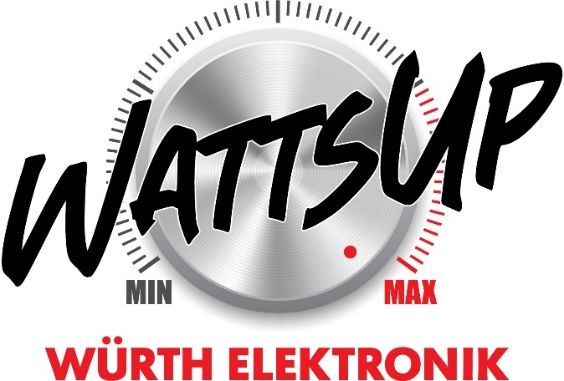 WATTSUP
MIN MAX
WÜRTH ELEKTRONIK